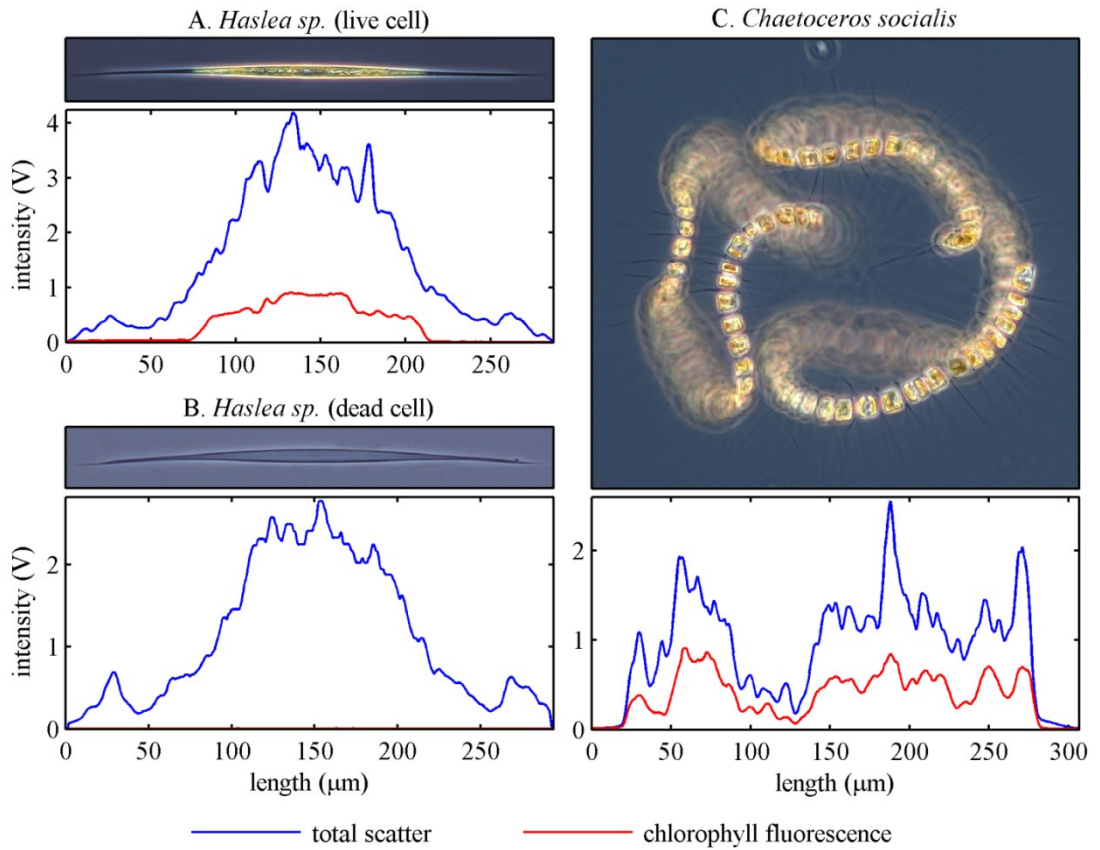 A. Haslea sp. (live cell)
intensity (V)
4
3
2
1
0
0 50 100 150 200 250
B. Haslea sp. (dead cell)
intensity (V)
2
1
0
0 50 100 150 200 250
length (μm)
C. Chaetoceros socialis
2
1
0
0 50 100 150 200 250 300
length (μm)
total scatter
chlorophyll fluorescence